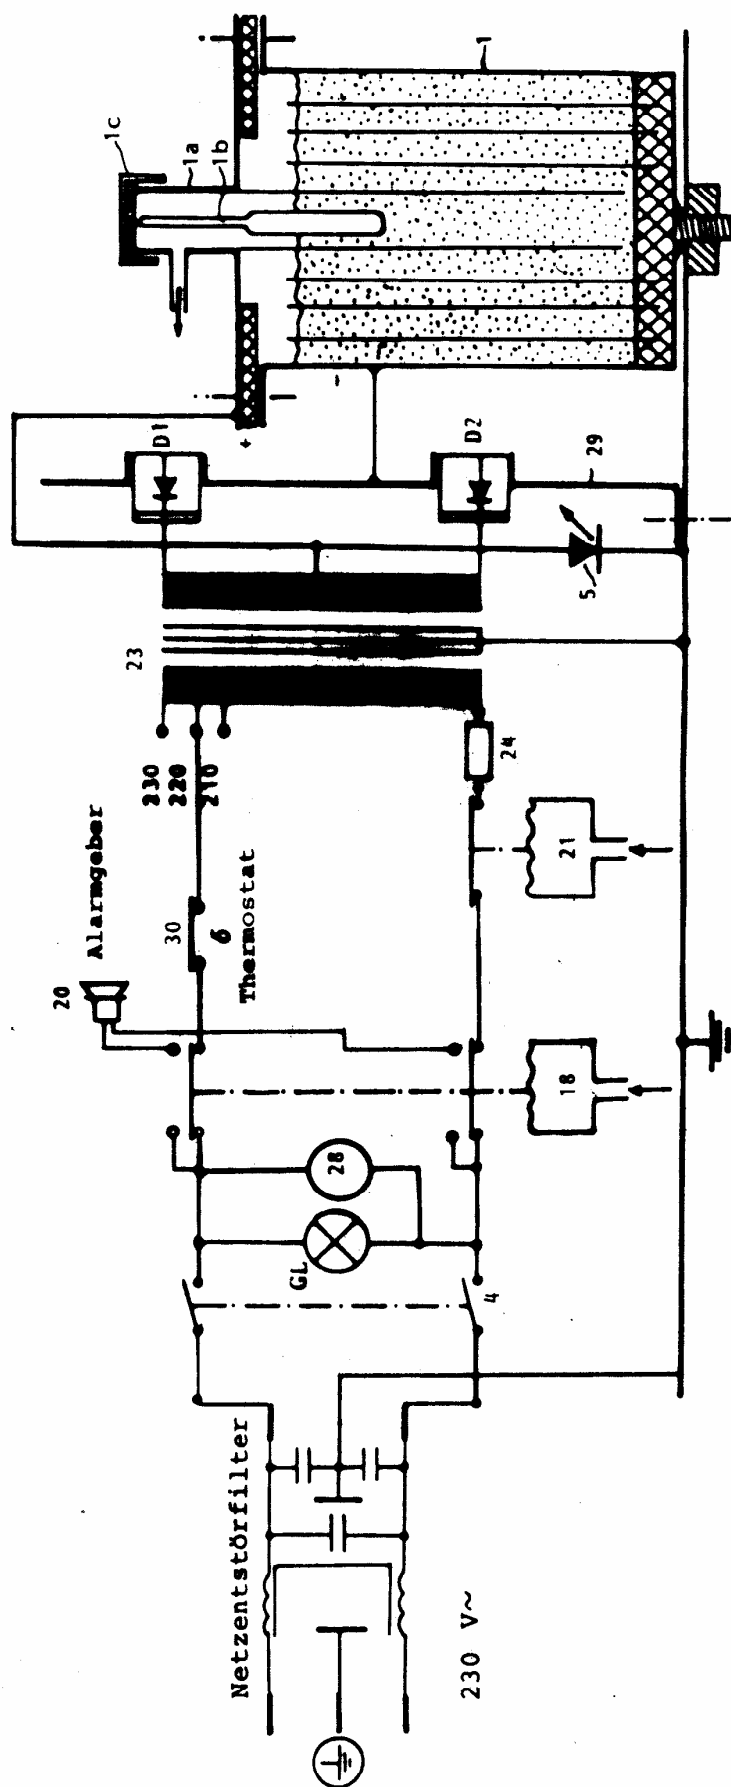 Netzentstörfilter
230 V~
GL
28
4
20
Alarmgeber
18
30
6
Thermostat
21
230
220
210
24
23
5
D1
D2
29
+
-
1c
1a
1b
1